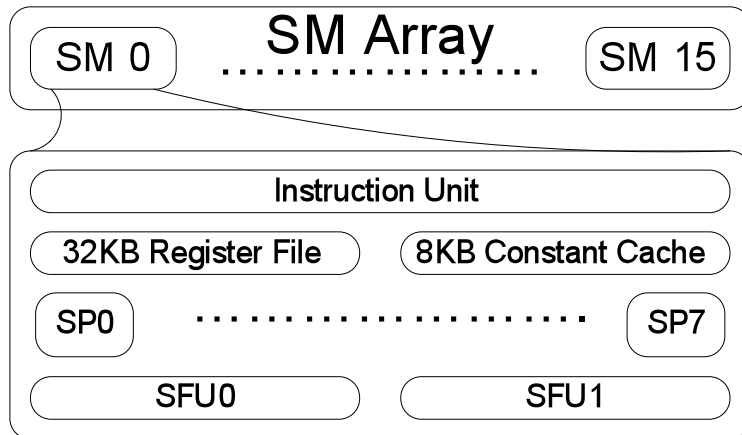 SM Array
SM 0 .................. SM 15
Instruction Unit
32KB Register File 8KB Constant Cache
SP0 ...................... SP7
SFU0 SFU1